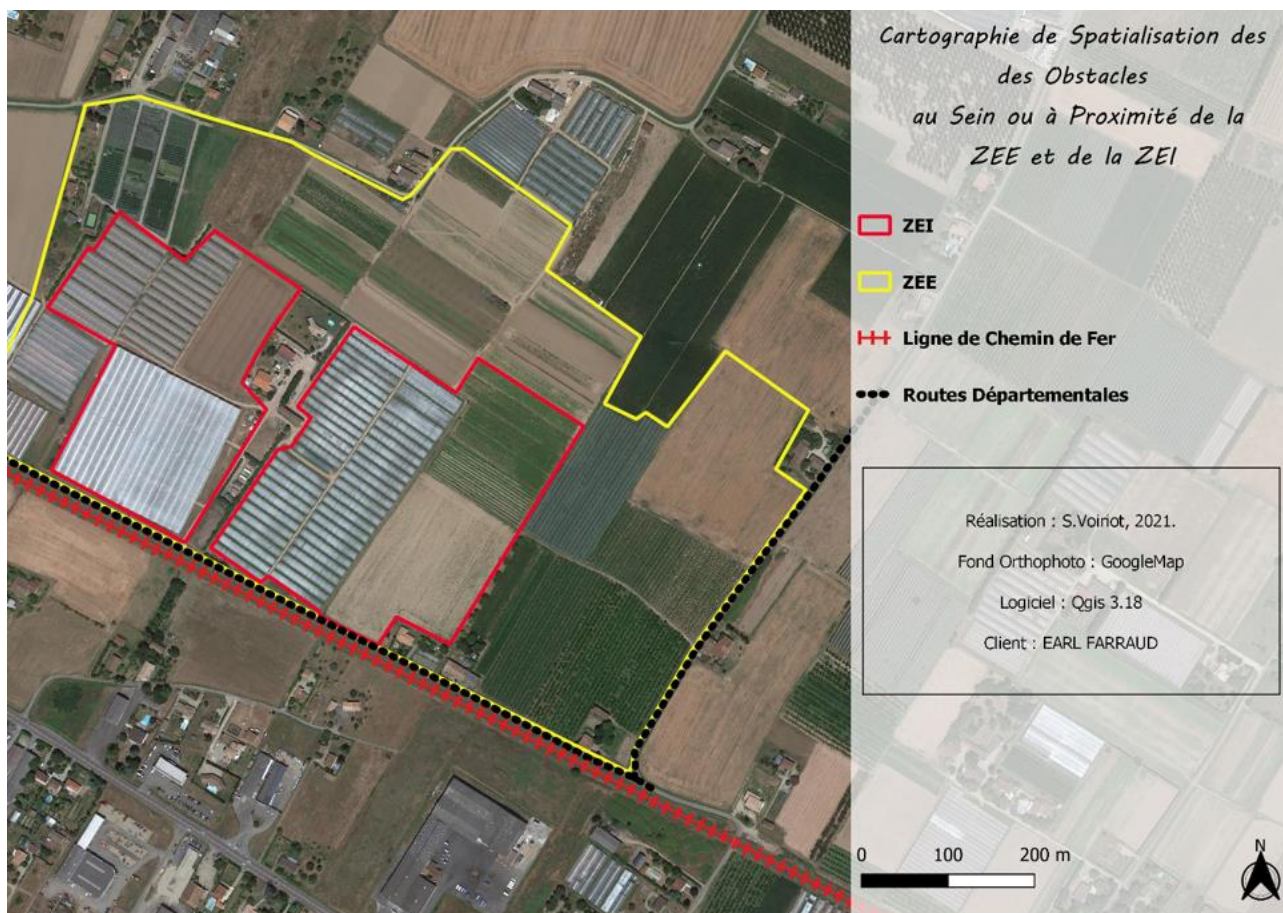 Cartographie de Spatialisation des
des Obstacles
au Sein ou à Proximité de la
ZEE et de la ZEI
ZEI
ZEE
Ligne de Chemin de Fer
Routes Départementales
Réalisation : S.Voiriot, 2021.
Fond Orthophoto : GoogleMap
Logiciel : Qgis 3.18
Client : EARL FARRAUD
N
0 100 200 m